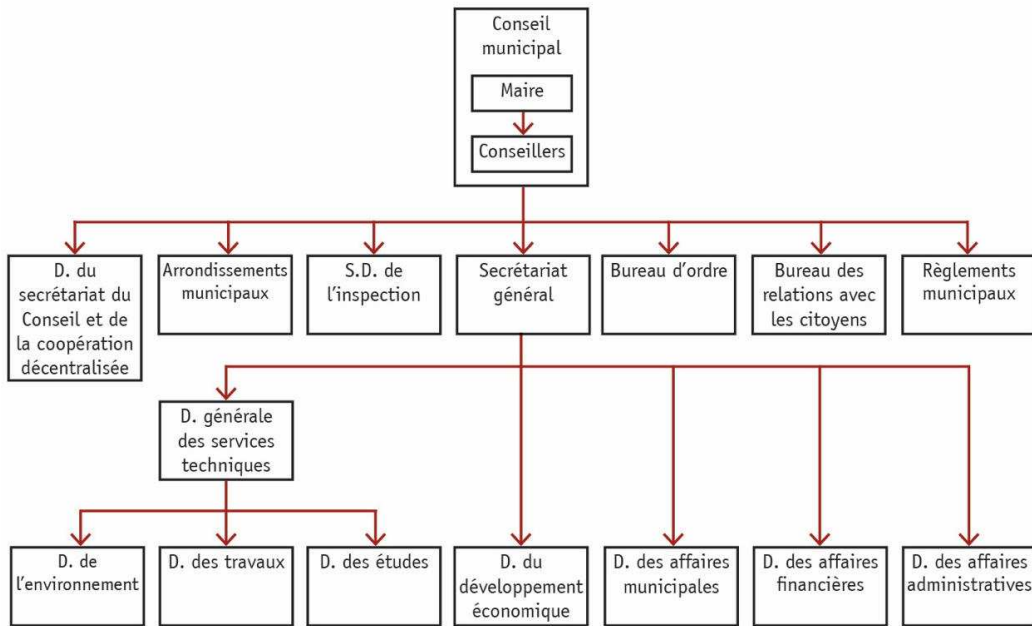 Conseil
municipal
Maire
Conseillers
D. du
secrétariat du
Conseil et de
la coopération
décentralisée
Arrondissements
municipaux
S.D. de
l'inspection
Secrétariat
général
Bureau d'ordre
Bureau des
relations avec
les citoyens
Règlements
municipaux
D. générale
des services
techniques
D. de
l'environnement
D. des travaux
D. des études
D. du
développement
économique
D. des affaires
municipales
D. des affaires
financières
D. des affaires
administratives